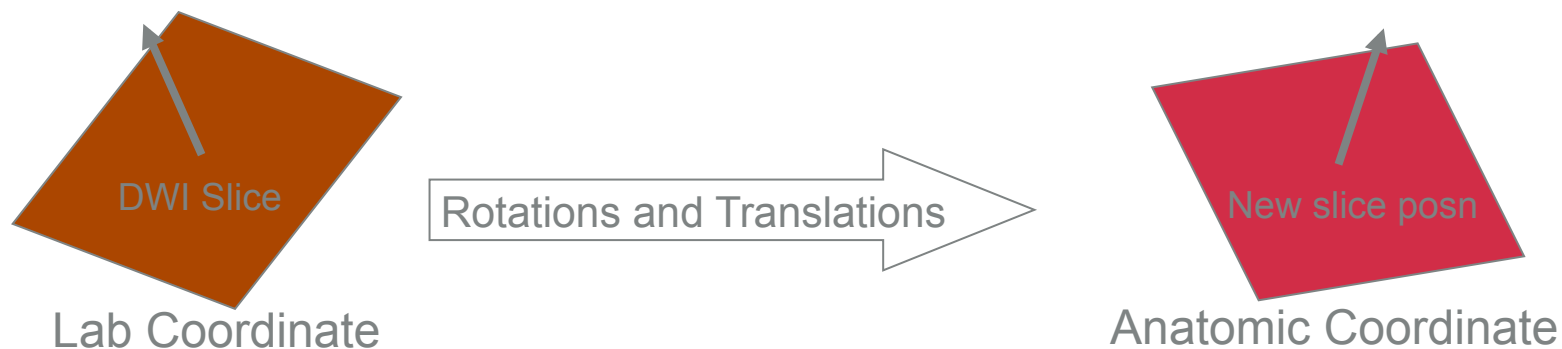 DWI Slice
Rotations and Translations
New slice posn
Lab Coordinate
Anatomic Coordinate